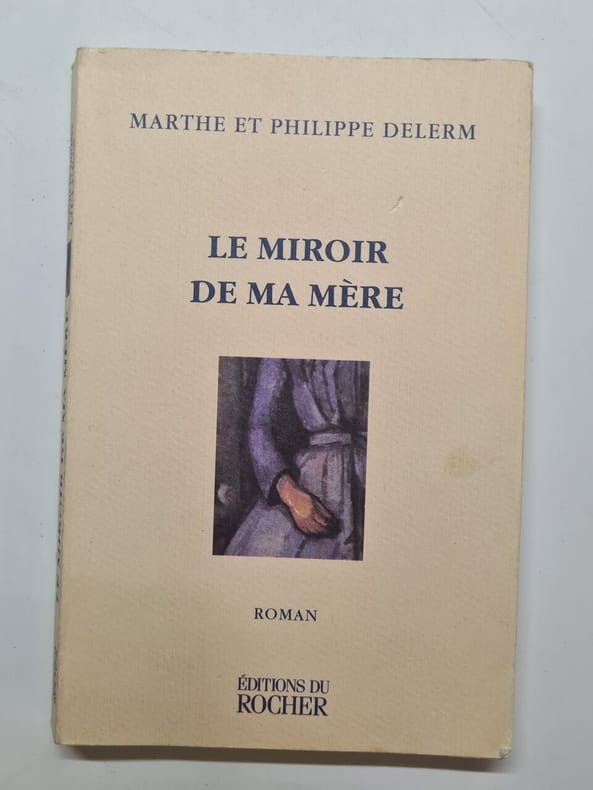 MARTHE ET PHILIPPE DELERM
LE MIROIR
DE MA MÈRE
ROMAN
ÉDITIONS DU
ROCHER